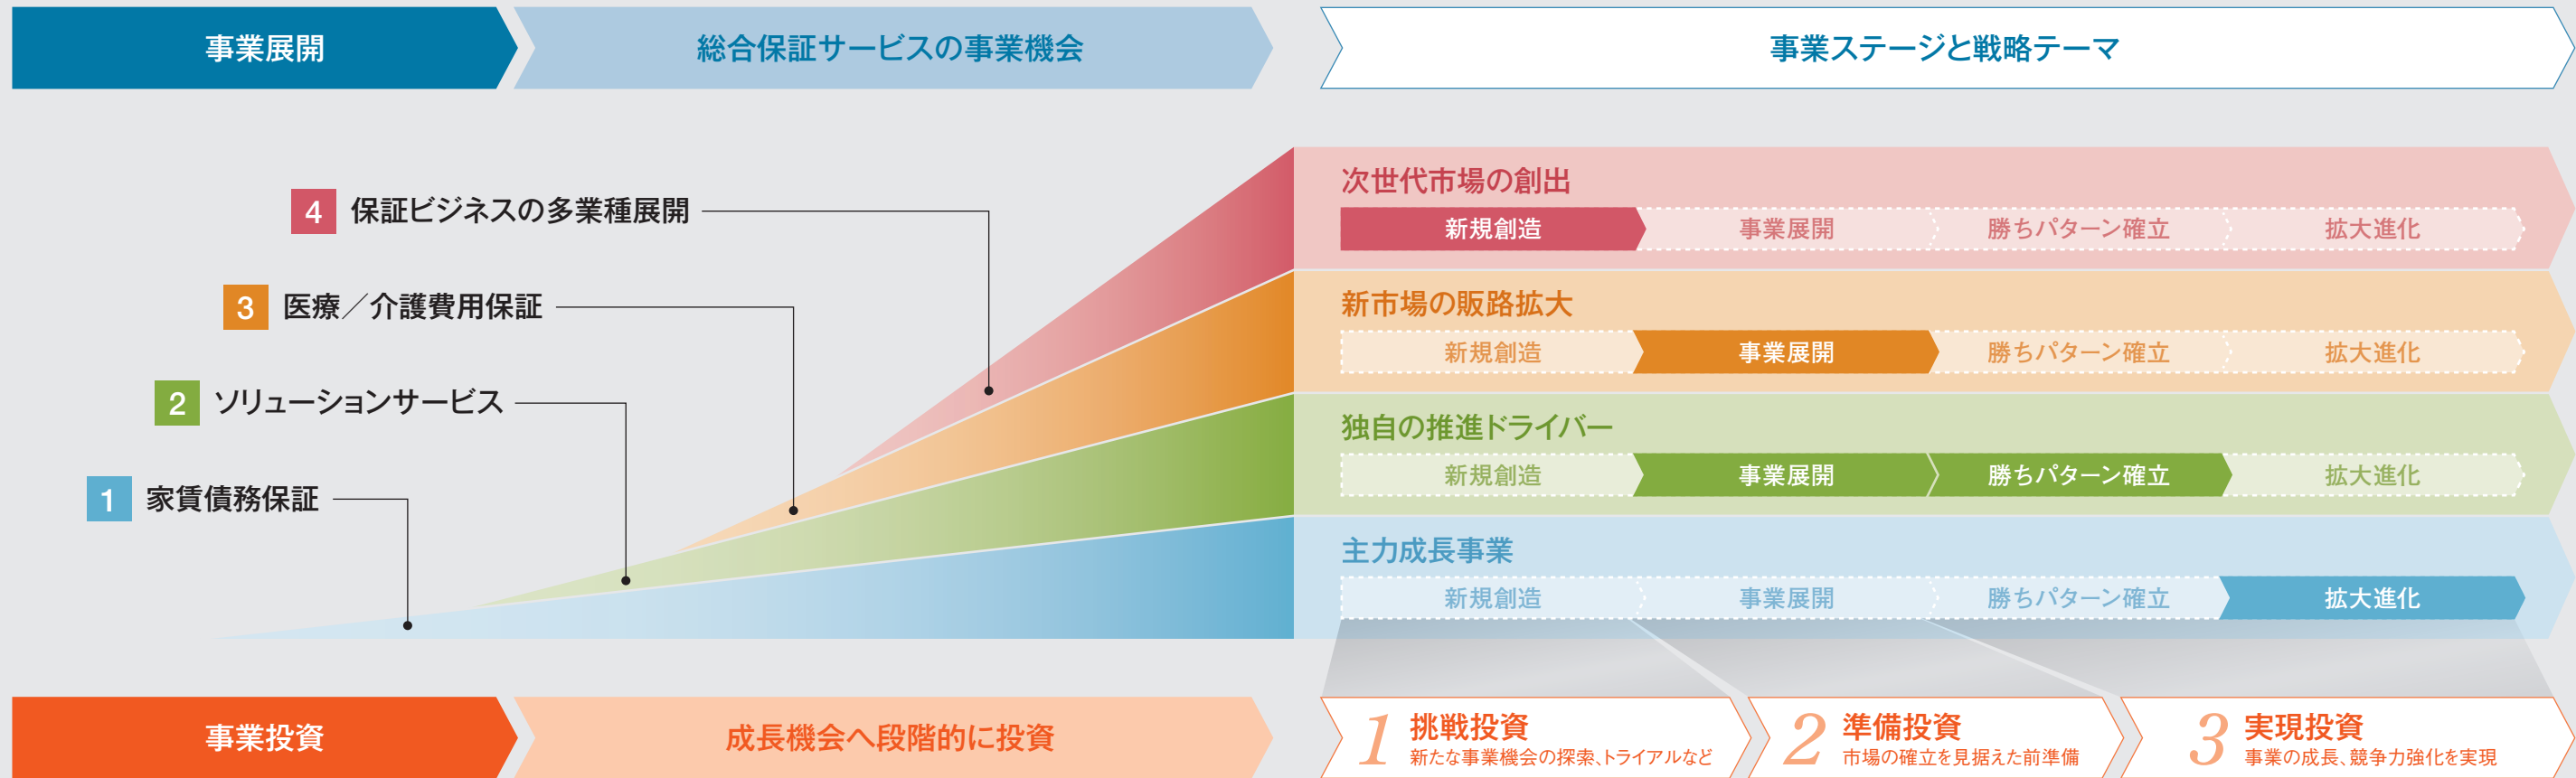 事業展開
総合保証サービスの事業機会
事業ステージと戦略テーマ
4 保証ビジネスの多業種展開
3 医療／介護費用保証
2 ソリューションサービス
1 家賃債務保証
次世代市場の創出
新規創造 事業展開 勝ちパターン確立 拡大進化
新市場の販路拡大
新規創造 事業展開 勝ちパターン確立 拡大進化
独自の推進ドライバー
新規創造 事業展開 勝ちパターン確立 拡大進化
主力成長事業
新規創造 事業展開 勝ちパターン確立 拡大進化
事業投資
成長機会へ段階的に投資
1 挑戦投資
新たな事業機会の探索、トライアルなど
2 準備投資
市場の確立を見据えた前準備
3 実現投資
事業の成長、競争力強化を実現